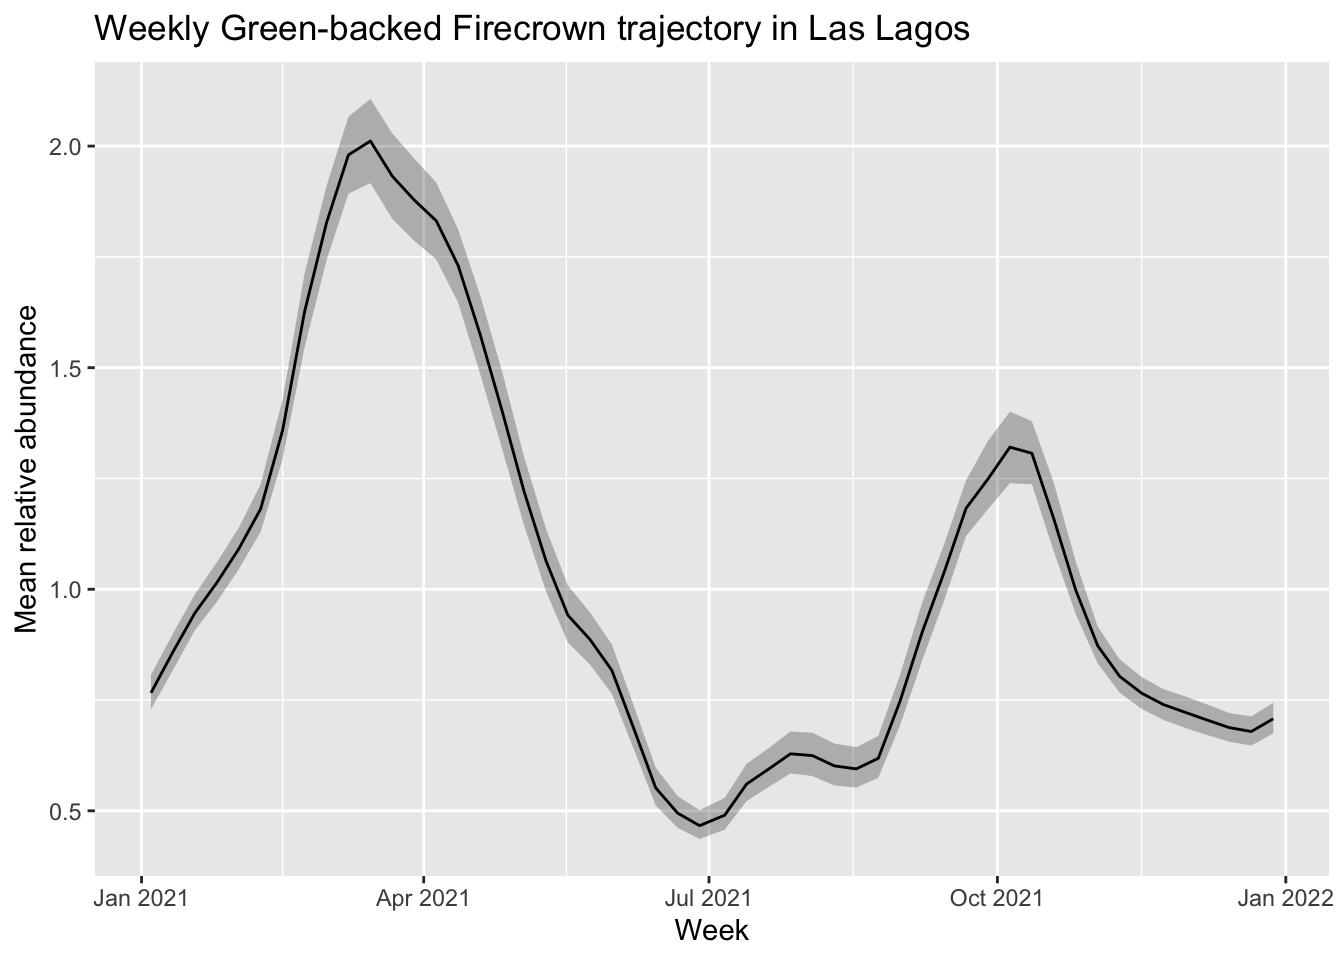 Weekly Green-backed Firecrown trajectory in Las Lagos
Mean relative abundance
2.0
1.5
1.0
0.5
Jan 2021 Apr 2021 Jul 2021 Oct 2021 Jan 2022
Week